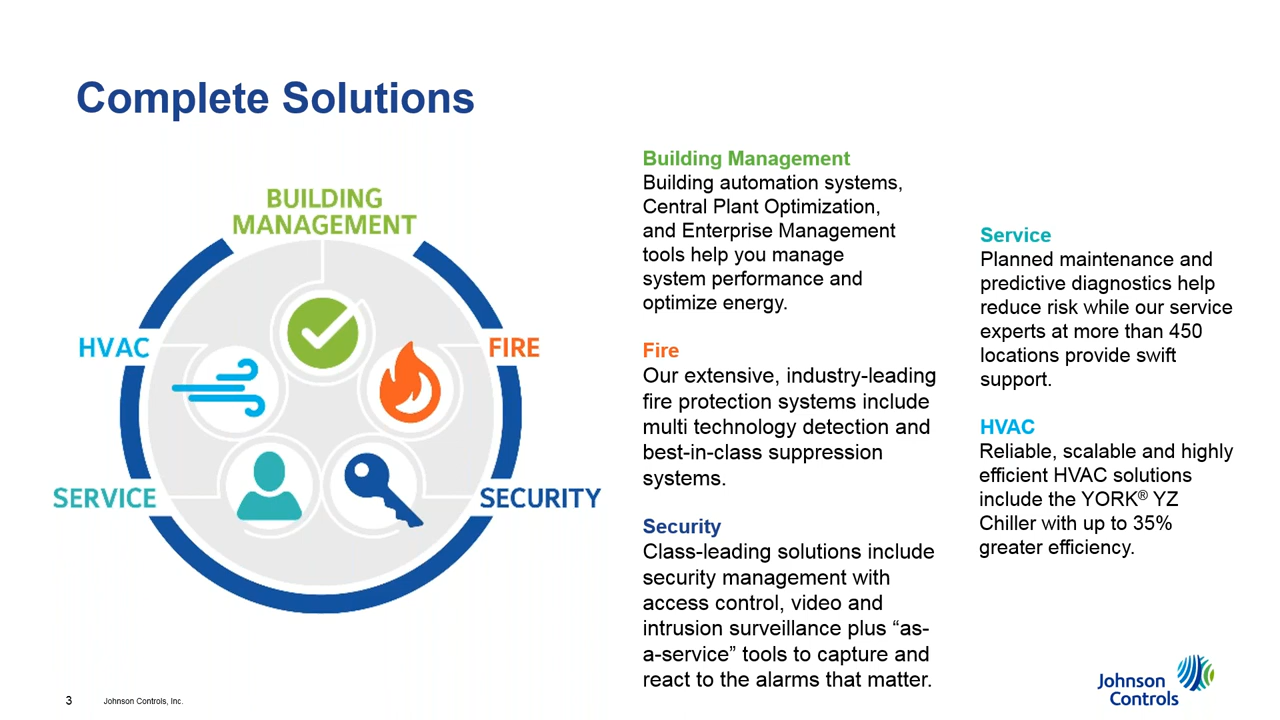 Complete Solutions
BUILDING
MANAGEMENT
HVAC
FIRE
SERVICE
SECURITY
Building Management
Building automation systems,
Central Plant Optimization,
and Enterprise Management
tools help you manage
system performance and
optimize energy.
Fire
Our extensive, industry-leading
fire protection systems include
multi technology detection and
best-in-class suppression
systems.
Security
Class-leading solutions include
security management with
access control, video and
intrusion surveillance plus “as-
a-service” tools to capture and
react to the alarms that matter.
Service
Planned maintenance and
predictive diagnostics help
reduce risk while our service
experts at more than 450
locations provide swift
support.
HVAC
Reliable, scalable and highly
efficient HVAC solutions
include the YORK® YZ
Chiller with up to 35%
greater efficiency.
3
Johnson Controls, Inc.
Johnson
Controls